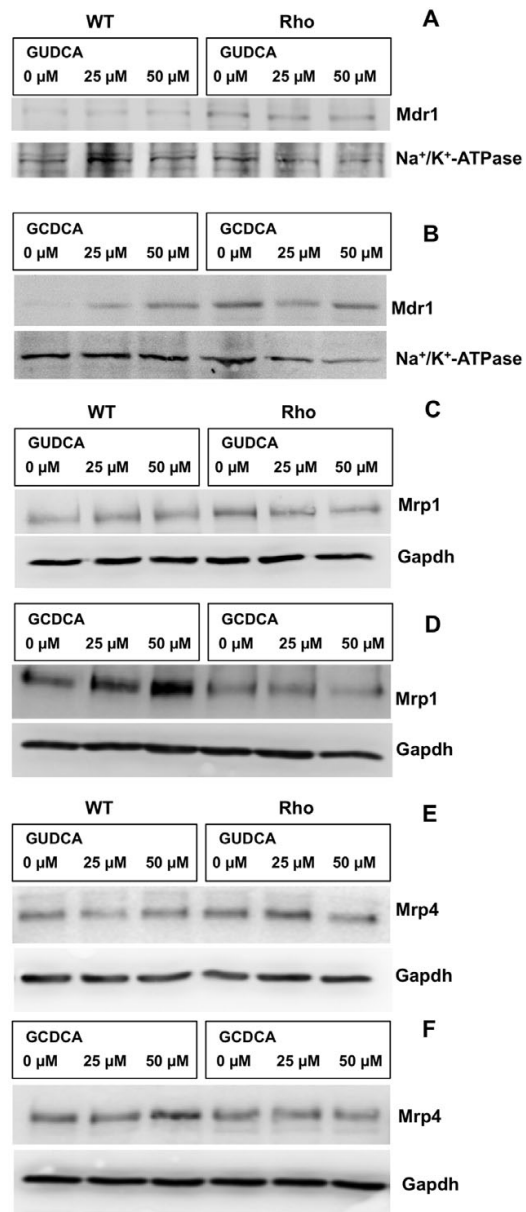 WT Rho A
GUDCA
0 µM 25 µM 50 µM 0 µM 25 µM 50 µM
Mdr1
Na⁺/K⁺-ATPase
GCDCA GCDCA B
0 µM 25 µM 50 µM 0 µM 25 µM 50 µM
Mdr1
Na⁺/K⁺-ATPase
WT Rho C
GUDCA GUDCA
0 µM 25 µM 50 µM 0 µM 25 µM 50 µM
Mrp1
Gapdh
GCDCA GCDCA D
0 µM 25 µM 50 µM 0 µM 25 µM 50 µM
Mrp1
Gapdh
WT Rho E
GUDCA GUDCA
0 µM 25 µM 50 µM 0 µM 25 µM 50 µM
Mrp4
Gapdh
GCDCA GCDCA F
0 µM 25 µM 50 µM 0 µM 25 µM 50 µM
Mrp4
Gapdh